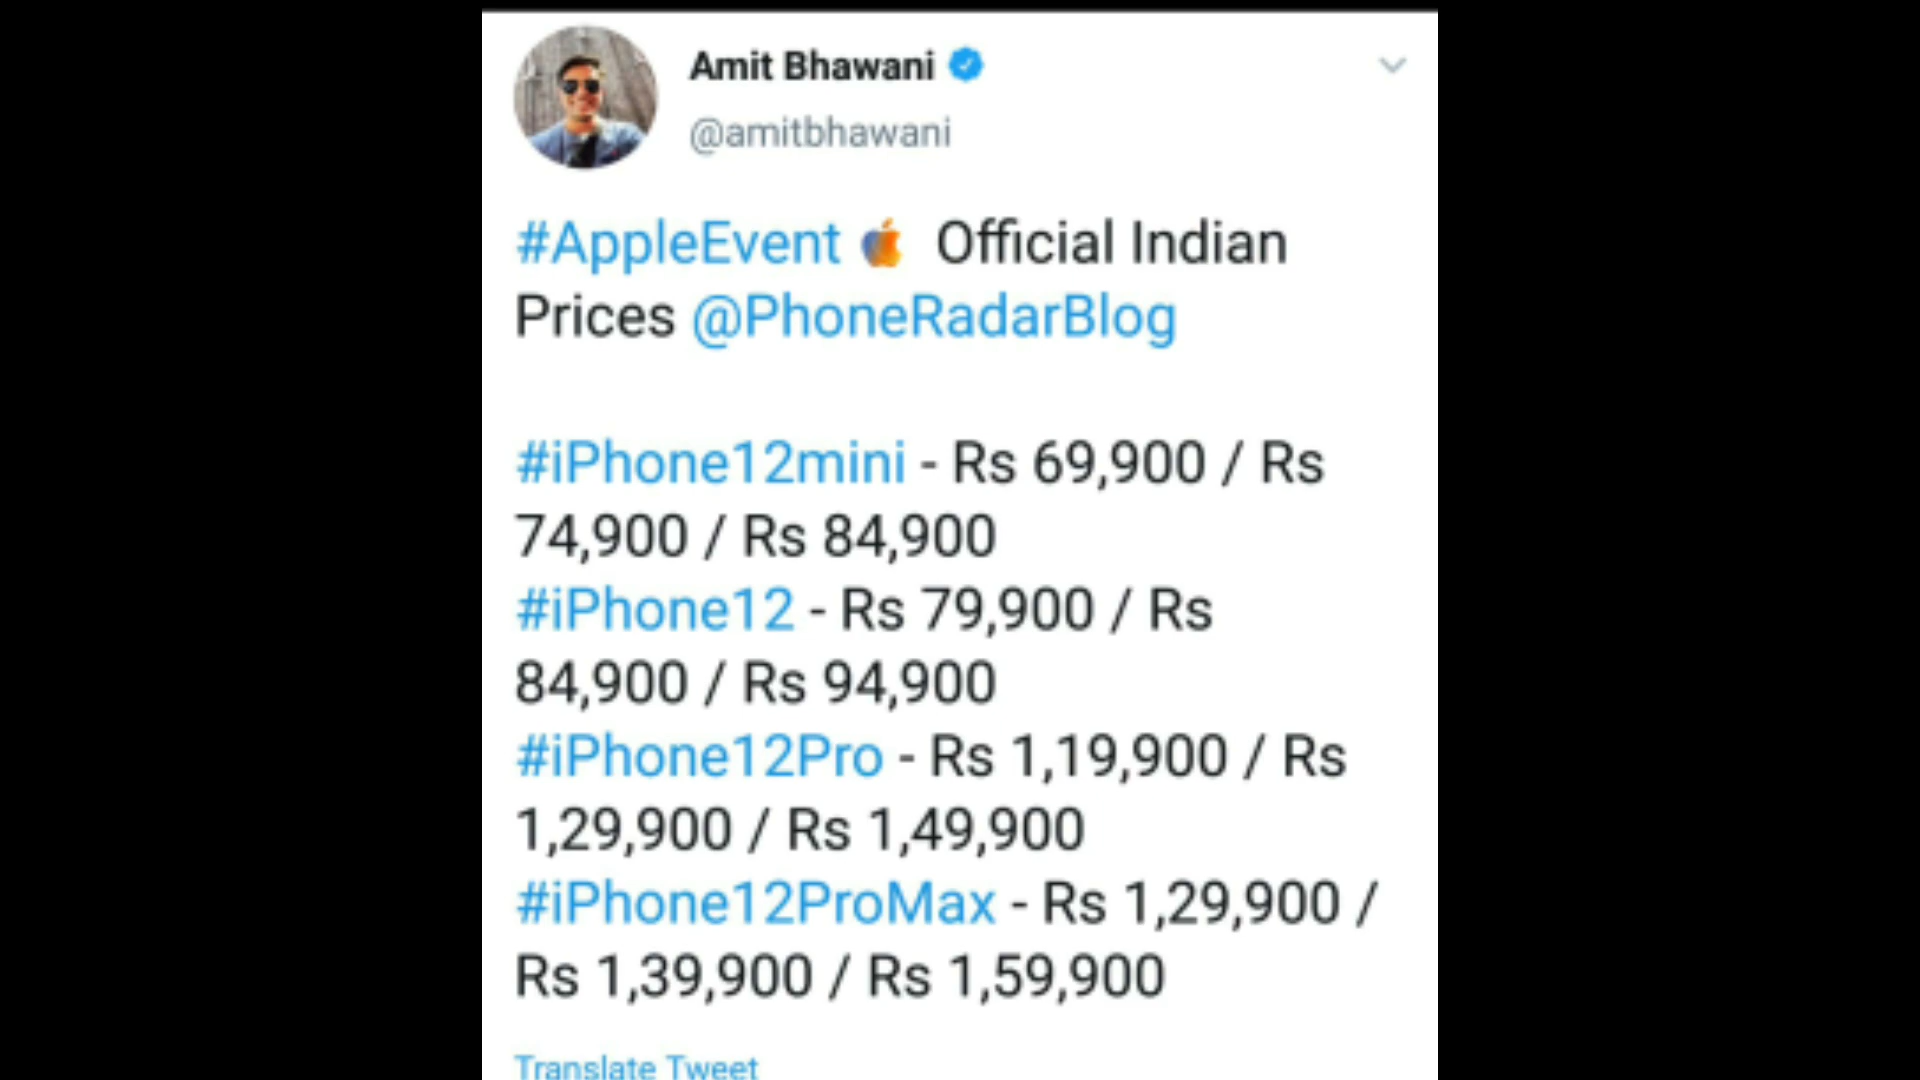 Amit Bhawani
@amitbhawani
#AppleEvent Official Indian
Prices @PhoneRadarBlog
#iPhone12mini - Rs 69,900 / Rs
74,900 / Rs 84,900
#iPhone12 - Rs 79,900 / Rs
84,900 / Rs 94,900
#iPhone12Pro - Rs 1,19,900 / Rs
1,29,900 / Rs 1,49,900
#iPhone12ProMax - Rs 1,29,900 /
Rs 1,39,900 / Rs 1,59,900
Translate Tweet